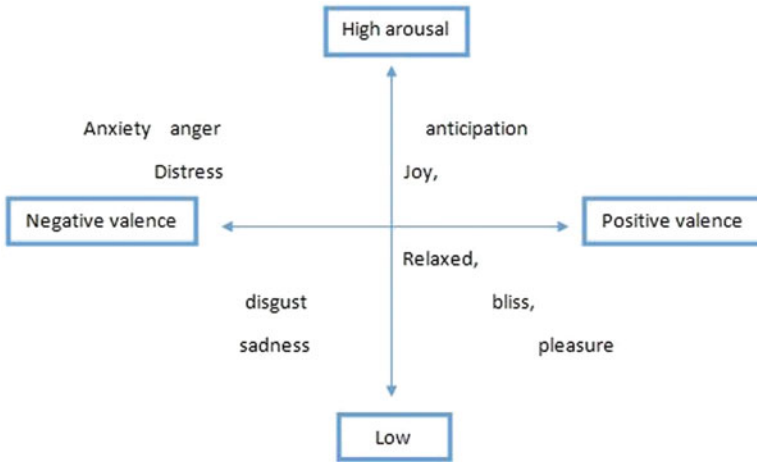 High arousal
Anxiety anger anticipation
Distress Joy,
Negative valence Positive valence
Relaxed,
disgust bliss,
sadness pleasure
Low